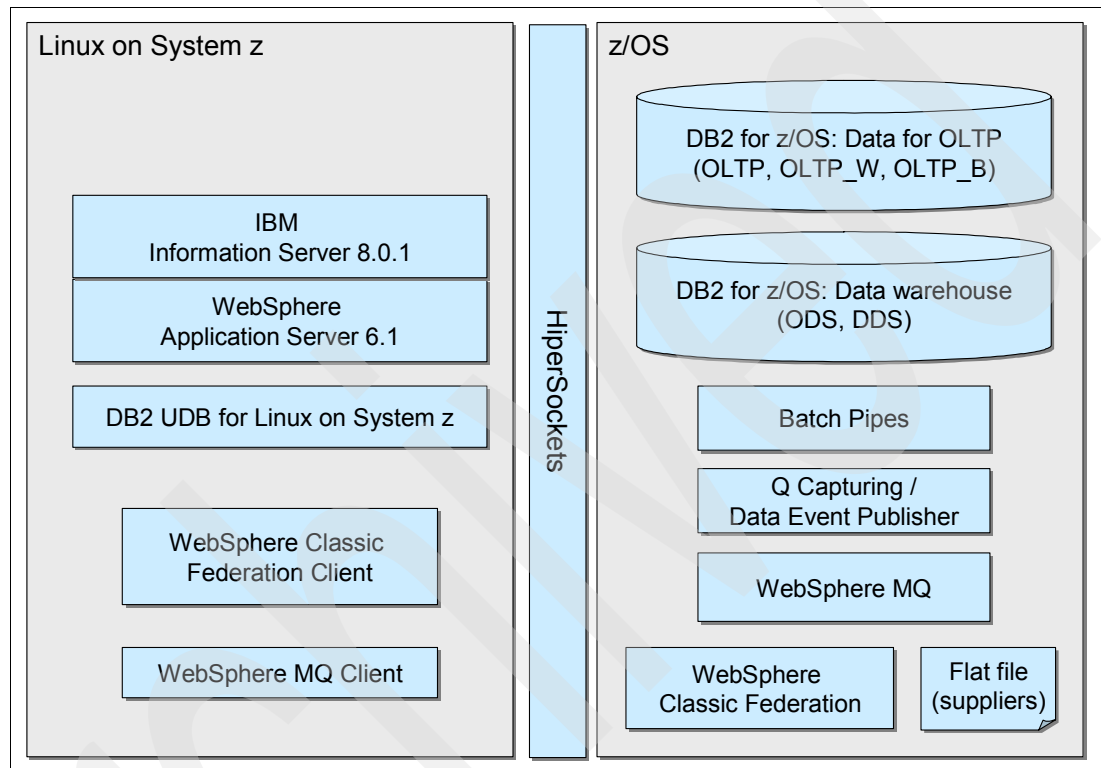 Linux on System z
IBM
Information Server 8.0.1
WebSphere
Application Server 6.1
DB2 UDB for Linux on System z
WebSphere Classic
Federation Client
WebSphere MQ Client
HiperSockets
z/OS
DB2 for z/OS: Data for OLTP
(OLTP, OLTP_W, OLTP_B)
DB2 for z/OS: Data warehouse
(ODS, DDS)
Batch Pipes
Q Capturing /
Data Event Publisher
WebSphere MQ
WebSphere
Classic Federation
Flat file
(suppliers)